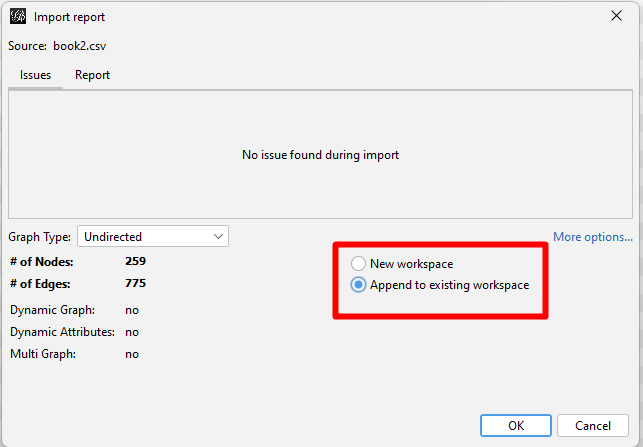 Import report
Source: book2.csv
Issues Report
No issue found during import
Graph Type: Undirected
More options...
# of Nodes: 259
# of Edges: 775
Dynamic Graph: no
Dynamic Attributes: no
Multi Graph: no
New workspace
Append to existing workspace
OK Cancel